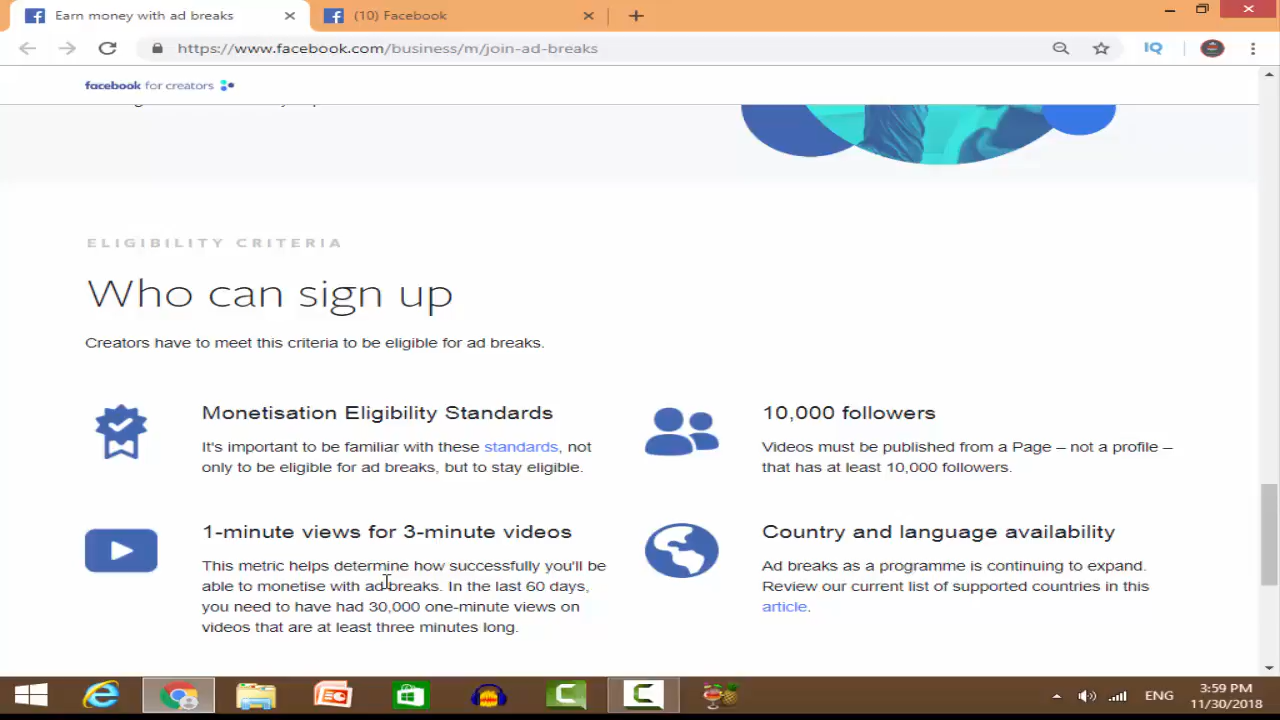 Earn money with ad breaks
(10) Facebook
https://www.facebook.com/business/m/join-ad-breaks
IQ
facebook for creators
ELIGIBILITY CRITERIA
Who can sign up
Creators have to meet this criteria to be eligible for ad breaks.
Monetisation Eligibility Standards
It's important to be familiar with these standards, not
only to be eligible for ad breaks, but to stay eligible.
10,000 followers
Videos must be published from a Page – not a profile –
that has at least 10,000 followers.
1-minute views for 3-minute videos
This metric helps determine how successfully you'll be
able to monetise with ad breaks. In the last 60 days,
you need to have had 30,000 one-minute views on
videos that are at least three minutes long.
Country and language availability
Ad breaks as a programme is continuing to expand.
Review our current list of supported countries in this
article.
ENG
3:59 PM
11/30/2018